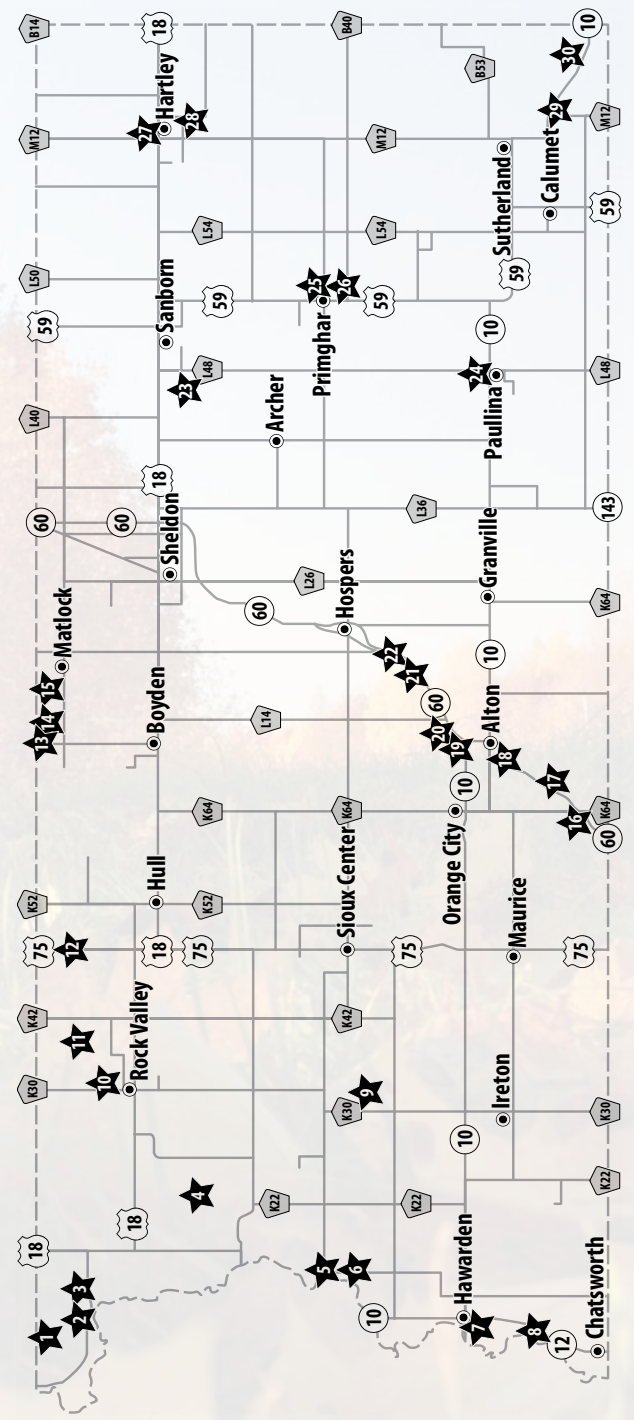 18
K30
K42
75
K52
60
L40
59
L50
M12
B14
1
2
3
11
12
13
14
15
Matlock
10
Rock Valley
18
18
Hull
Boyden
Sheldon
60
18
Sanborn
27
Hartley
18
4
75
K52
K64
23
L48
59
L54
28
K22
L14
60
Archer
5
6
9
K30
K42
Sioux Center
K64
Hospers
L26
Primghar
25
26
B40
10
K22
75
22
21
60
L36
59
L54
M12
Hawarden
7
10
Orange City
10
20
19
Alton
18
10
Granville
Paullina
24
10
59
Sutherland
B53
8
12
Ireton
Maurice
17
16
Calumet
29
30
Chatsworth
K22
K30
75
60
K64
K64
143
L48
59
M12
10